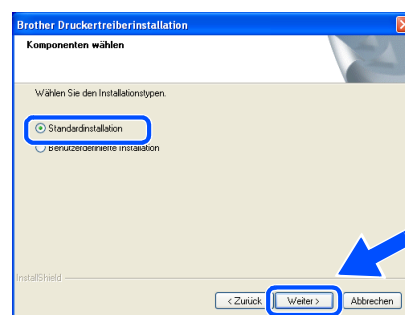 Brother Druckertreiberinstallation
Komponenten wählen
Wählen Sie den Installationstypen.
Standardinstallation
Benutzerdefinierte Installation
InstallShield
< Zurück Weiter > Abbrechen